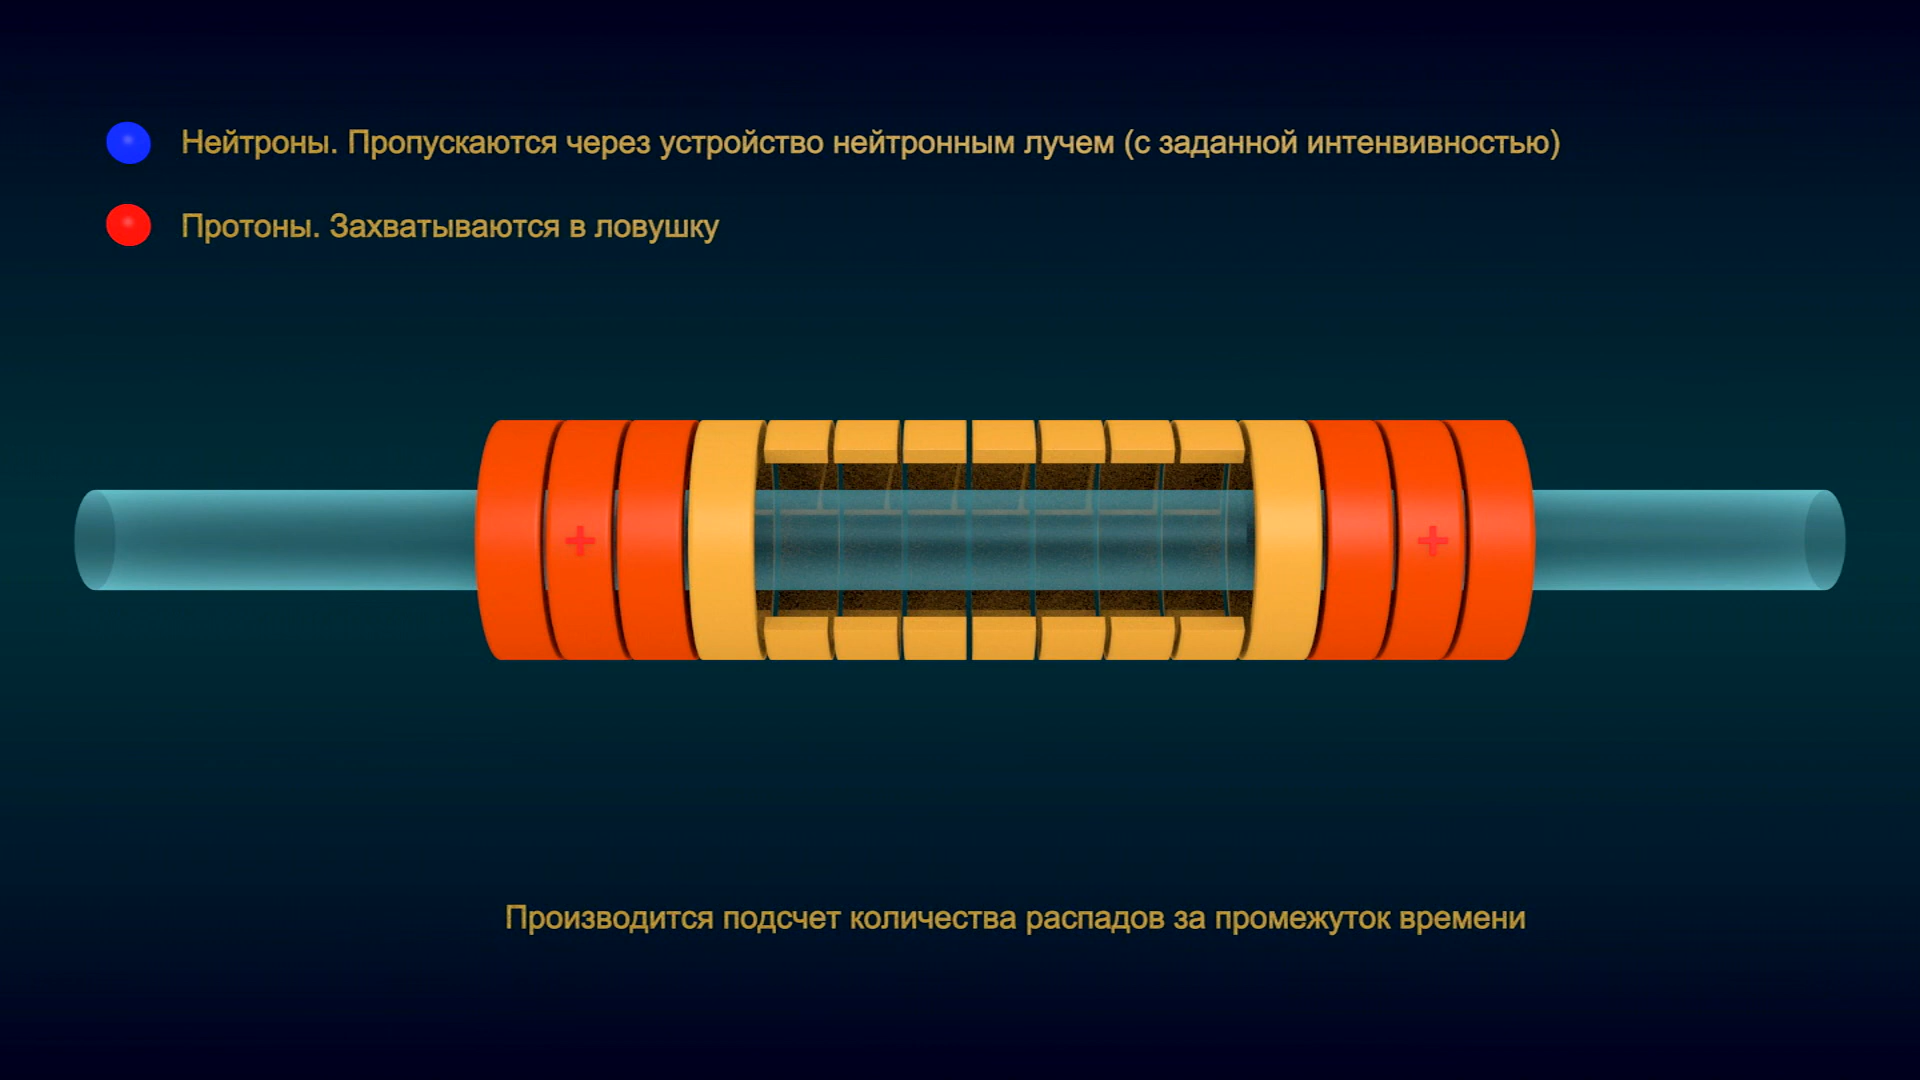 Нейтроны. Пропускаются через устройство нейтронным лучем (с заданной интенвивностью)
Протоны. Захватываются в ловушку
+ +
Производится подсчет количества распадов за промежуток времени